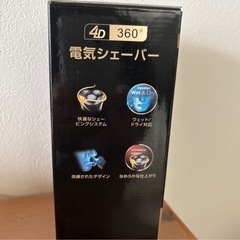 4D 360°
電気シェーバー
Wet & Dry
快適なシェー
ビングシステム
ウェット/
ドライ対応
洗練されたデザイン
なめらかな仕上がり